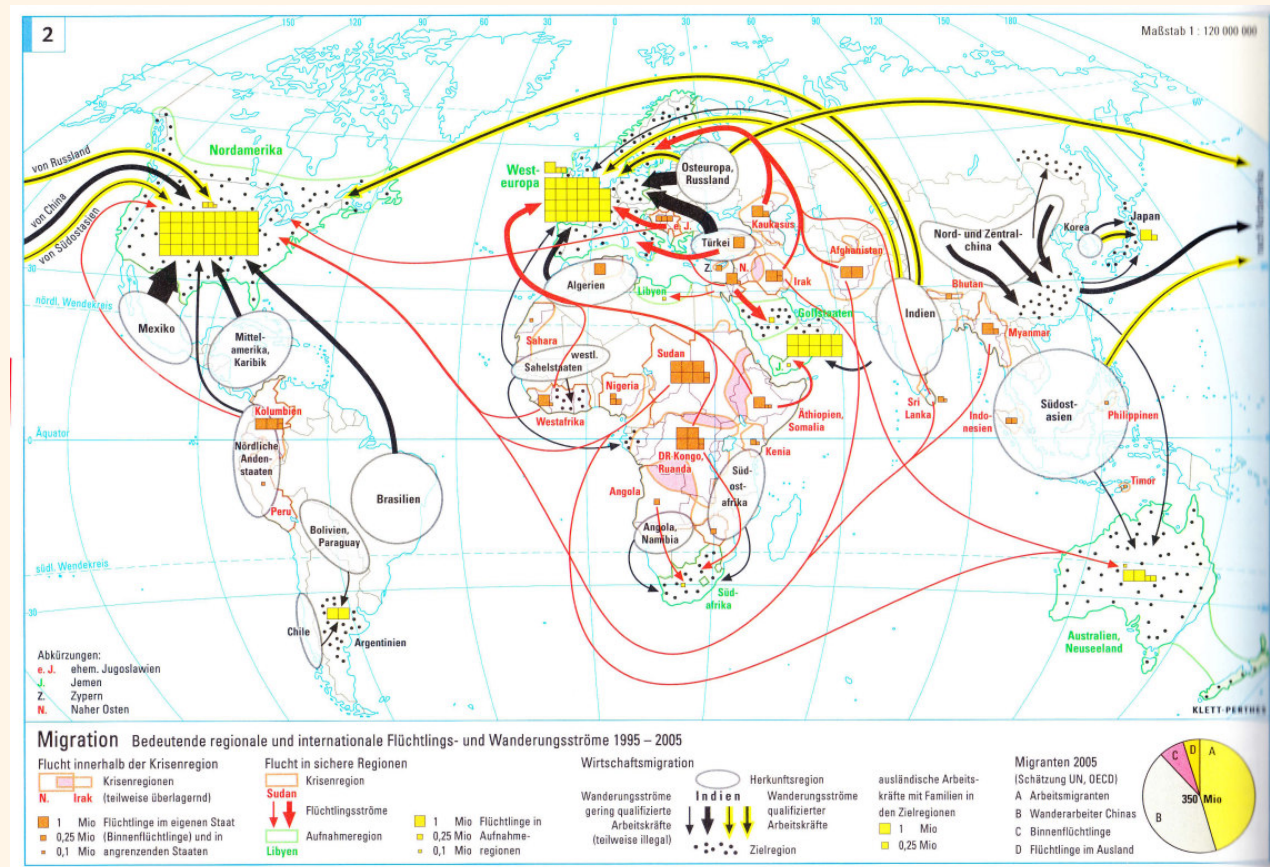 2
Maßstab 1 : 120 000 000
150
120
90
60
30
0
30
60
90
120
150
180
60°
von Russland
von China
von Südostasien
Nordamerika
West-
europa
Osteuropa,
Russland
e. J.
Kaukasus
Türkei
Z.
N.
Irak
Afghanistan
Nord- und Zentral-
china
Korea
Japan
30
nördl. Wendekreis
Mexiko
Mittel-
amerika,
Karibik
Algerien
Libyen
Golfstaaten
Indien
Bhutan
Myanmar
Sahara
westl.
Sahelstaaten
Sudan
J.
Nigeria
Westafrika
Äthiopien,
Somalia
Sri
Lanka
Indo-
nesien
Südost-
asien
Philippinen
Kolumbien
Äquator
0
Nördliche
Anden-
staaten
DR Kongo,
Ruanda
Kenia
Brasilien
Peru
Angola
Süd-
ost-
afrika
Timor
Bolivien,
Paraguay
Angola,
Namibia
südl. Wendekreis
30
Süd-
afrika
Chile
Argentinien
Australien,
Neuseeland
Abkürzungen:
e. J. ehem. Jugoslawien
J. Jemen
Z. Zypern
N. Naher Osten
KLETT-PERTHES
Migration Bedeutende regionale und internationale Flüchtlings- und Wanderungsströme 1995 – 2005
Flucht innerhalb der Krisenregion
Krisenregionen
N. Irak (teilweise überlagernd)
1 Mio Flüchtlinge im eigenen Staat
0,25 Mio (Binnenflüchtlinge) und in
0,1 Mio angrenzenden Staaten
Flucht in sichere Regionen
Krisenregion
Sudan
Flüchtlingsströme
Aufnahmeregion
Libyen
1 Mio Flüchtlinge in
0,25 Mio Aufnahme-
0,1 Mio regionen
Wirtschaftsmigration
Herkunftsregion
Indien
Wanderungsströme
gering qualifizierter
Arbeitskräfte
(teilweise illegal)
Wanderungsströme
qualifizierter
Arbeitskräfte
Zielregion
ausländische Arbeits-
kräfte mit Familien in
den Zielregionen
1 Mio
0,25 Mio
Migranten 2005
(Schätzung UN, OECD)
A Arbeitsmigranten
B Wanderarbeiter Chinas
C Binnenflüchtlinge
D Flüchtlinge im Ausland
C
D
A
B
350 Mio